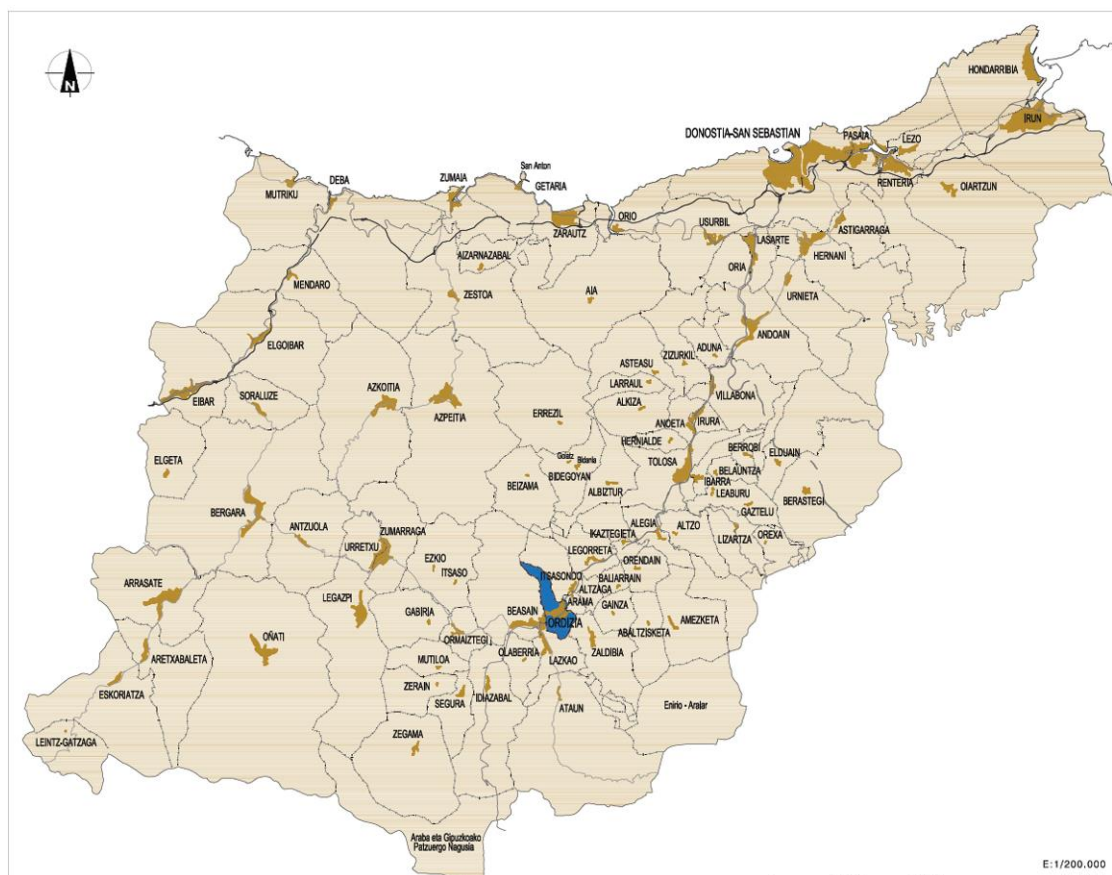 N
HONDARRIBIA
IRUN
DONOSTIA-SAN SEBASTIAN
PASAIA
LEZO
RENTERIA
OIARTZUN
San Anton
MUTRIKU
DEBA
ZUMAIA
GETARIA
ZARAUTZ
ORIO
USURBIL
LASARTE
ORIA
ASTIGARRAGA
HERNANI
URNIETA
AIZARNAZABAL
MENDARO
ZESTOA
AIA
ANDOAIN
ELGOIBAR
ADUNA
ZIZURKIL
ASTEASU
LARRAUL
VILLABONA
EIBAR
SORALUZE
AZKOITIA
AZPEITIA
ALKIZA
ERREZIL
ANOETA
IRURA
HERNIALDE
BERROBI
ELDUAIN
ELGETA
Goiatz
Bidania
BIDEGOYAN
TOLOSA
BELAUNTZA
IBARRA
LEABURU
BEIZAMA
ALBIZTUR
BERASTEGI
GAZTELU
BERGARA
ANTZUOLA
ZUMARRAGA
URRETXU
IKAZTEGIETA
ALEGIA
ALTZO
LIZARTZA
OREXA
EZKIO
ITSASO
LEGORRETA
ORENDAIN
ITSASONDO
BALIARRAIN
ALTZAGA
ARAMA
GAINZA
ARRASATE
LEGAZPI
GABIRIA
BEASAIN
ORDIZIA
ABALTZISKETA
AMEZKETA
OÑATI
ORMAIZTEGI
ARETXABALETA
MUTILOA
OLABERRIA
LAZKAO
ZALDIBIA
ESKORIATZA
ZERAIN
SEGURA
IDIAZABAL
ATAUN
Enirio - Aralar
LEINTZ-GATZAGA
ZEGAMA
Araba eta Gipuzkoako
Patzuergo Nagusia
E:1/200.000